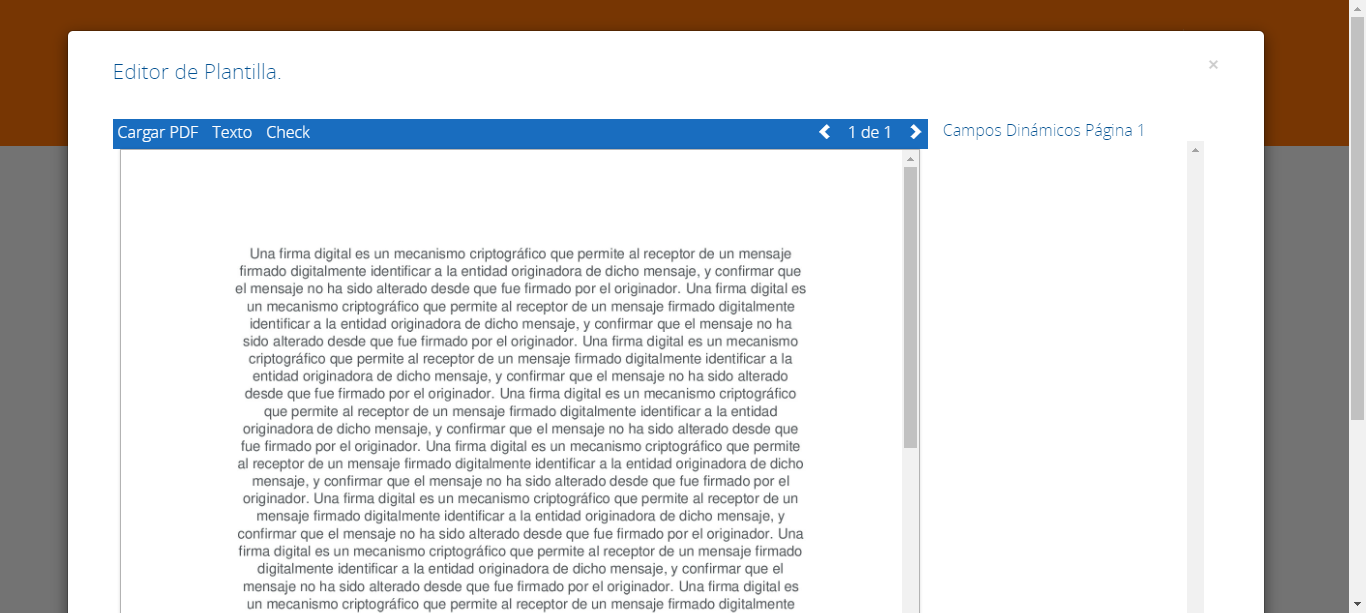 Editor de Plantilla.
×
Cargar PDF Texto Check 1 de 1
Campos Dinámicos Página 1
Una firma digital es un mecanismo criptográfico que permite al receptor de un mensaje
firmado digitalmente identificar a la entidad originadora de dicho mensaje, y confirmar que
el mensaje no ha sido alterado desde que fue firmado por el originador. Una firma digital es
un mecanismo criptográfico que permite al receptor de un mensaje firmado digitalmente
identificar a la entidad originadora de dicho mensaje, y confirmar que el mensaje no ha
sido alterado desde que fue firmado por el originador. Una firma digital es un mecanismo
criptográfico que permite al receptor de un mensaje firmado digitalmente identificar a la
entidad originadora de dicho mensaje, y confirmar que el mensaje no ha sido alterado
desde que fue firmado por el originador. Una firma digital es un mecanismo criptográfico
que permite al receptor de un mensaje firmado digitalmente identificar a la entidad
originadora de dicho mensaje, y confirmar que el mensaje no ha sido alterado desde que
fue firmado por el originador. Una firma digital es un mecanismo criptográfico que permite
al receptor de un mensaje firmado digitalmente identificar a la entidad originadora de dicho
mensaje, y confirmar que el mensaje no ha sido alterado desde que fue firmado por el
originador. Una firma digital es un mecanismo criptográfico que permite al receptor de un
mensaje firmado digitalmente identificar a la entidad originadora de dicho mensaje, y
confirmar que el mensaje no ha sido alterado desde que fue firmado por el originador. Una
firma digital es un mecanismo criptográfico que permite al receptor de un mensaje firmado
digitalmente identificar a la entidad originadora de dicho mensaje, y confirmar que el
mensaje no ha sido alterado desde que fue firmado por el originador. Una firma digital es
un mecanismo criptográfico que permite al receptor de un mensaje firmado digitalmente